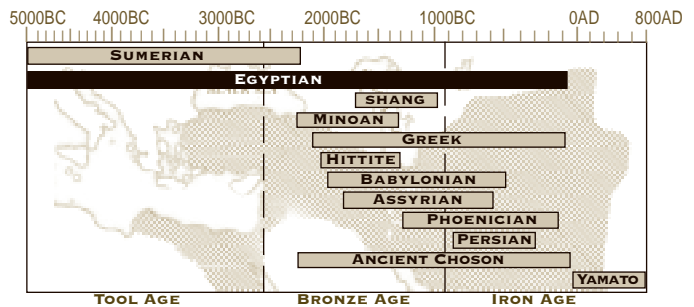 5000BC 4000BC 3000BC 2000BC 1000BC 0AD 800AD
SUMERIAN
EGYPTIAN
SHANG
MINOAN
GREEK
HITTITE
BABYLONIAN
ASSYRIAN
PHOENICIAN
PERSIAN
ANCIENT CHOSON
YAMATO
TOOL AGE BRONZE AGE IRON AGE